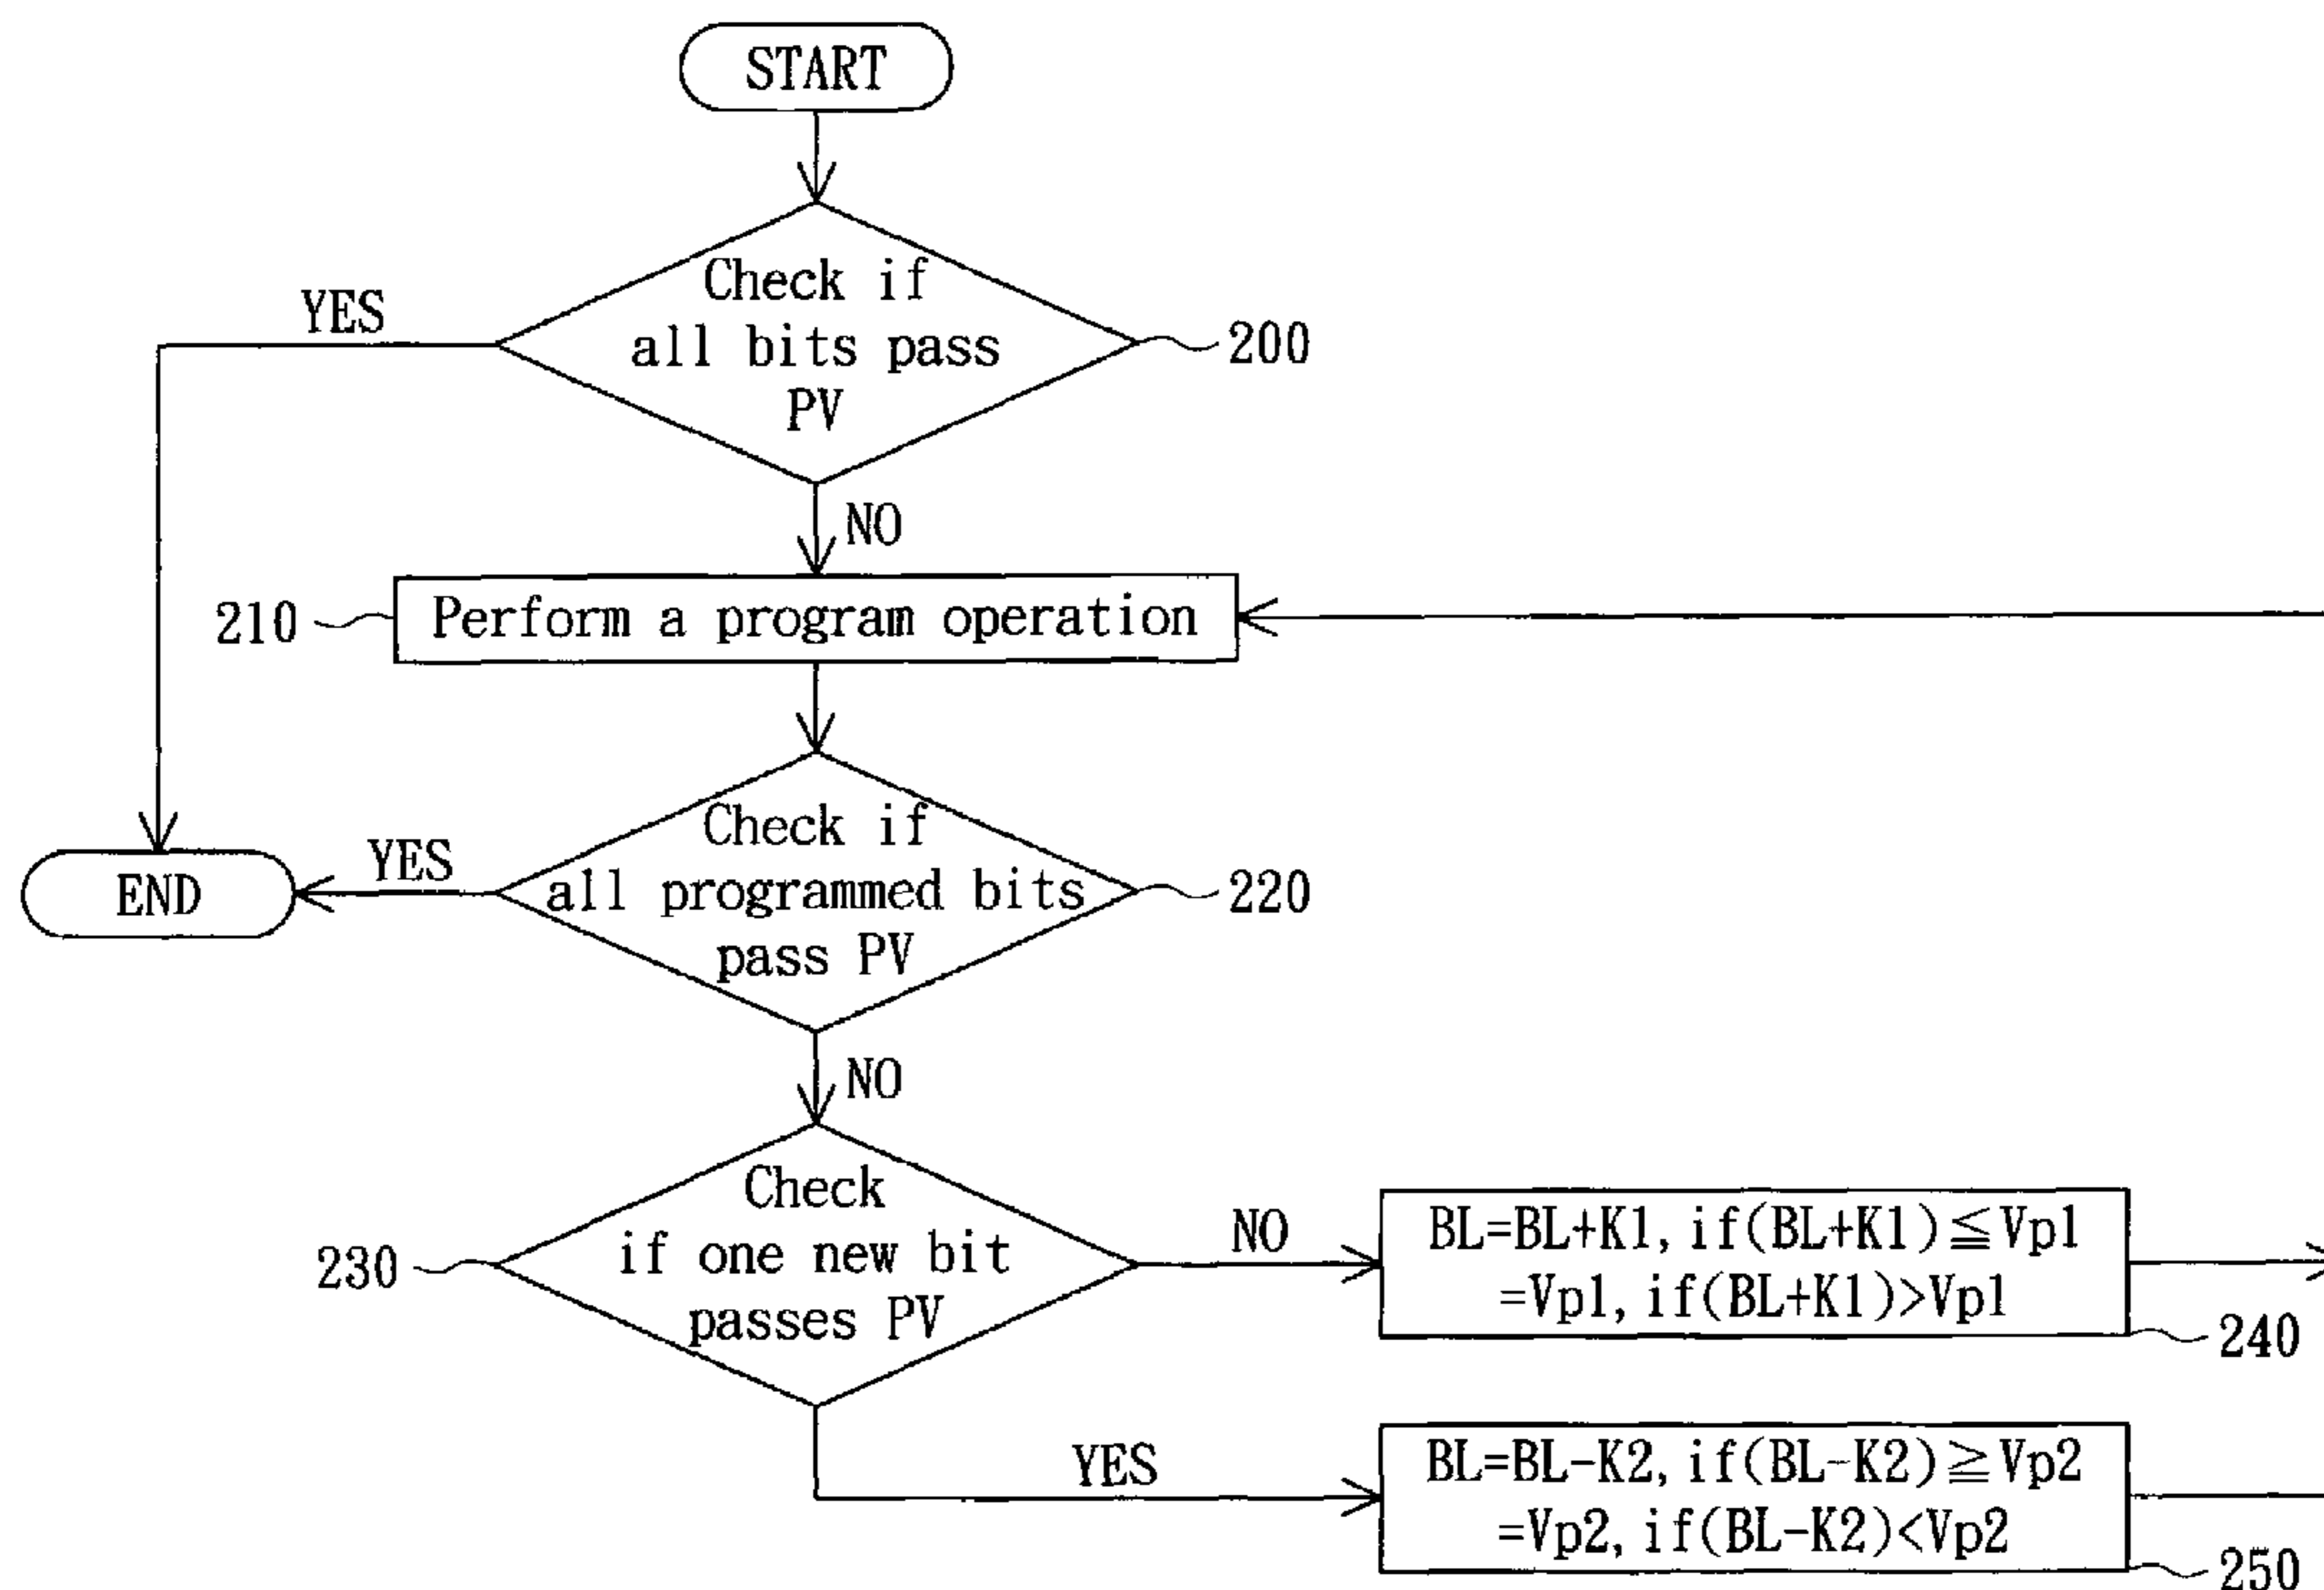 START
Check if
all bits pass
PV
YES
200
NO
210
Perform a program operation
Check if
all programmed bits
pass PV
YES
END
220
NO
Check
if one new bit
passes PV
230
NO
BL=BL+K1, if(BL+K1)≦Vp1
=Vp1, if(BL+K1)>Vp1
240
YES
BL=BL-K2, if(BL-K2)≧Vp2
=Vp2, if(BL-K2)<Vp2
250